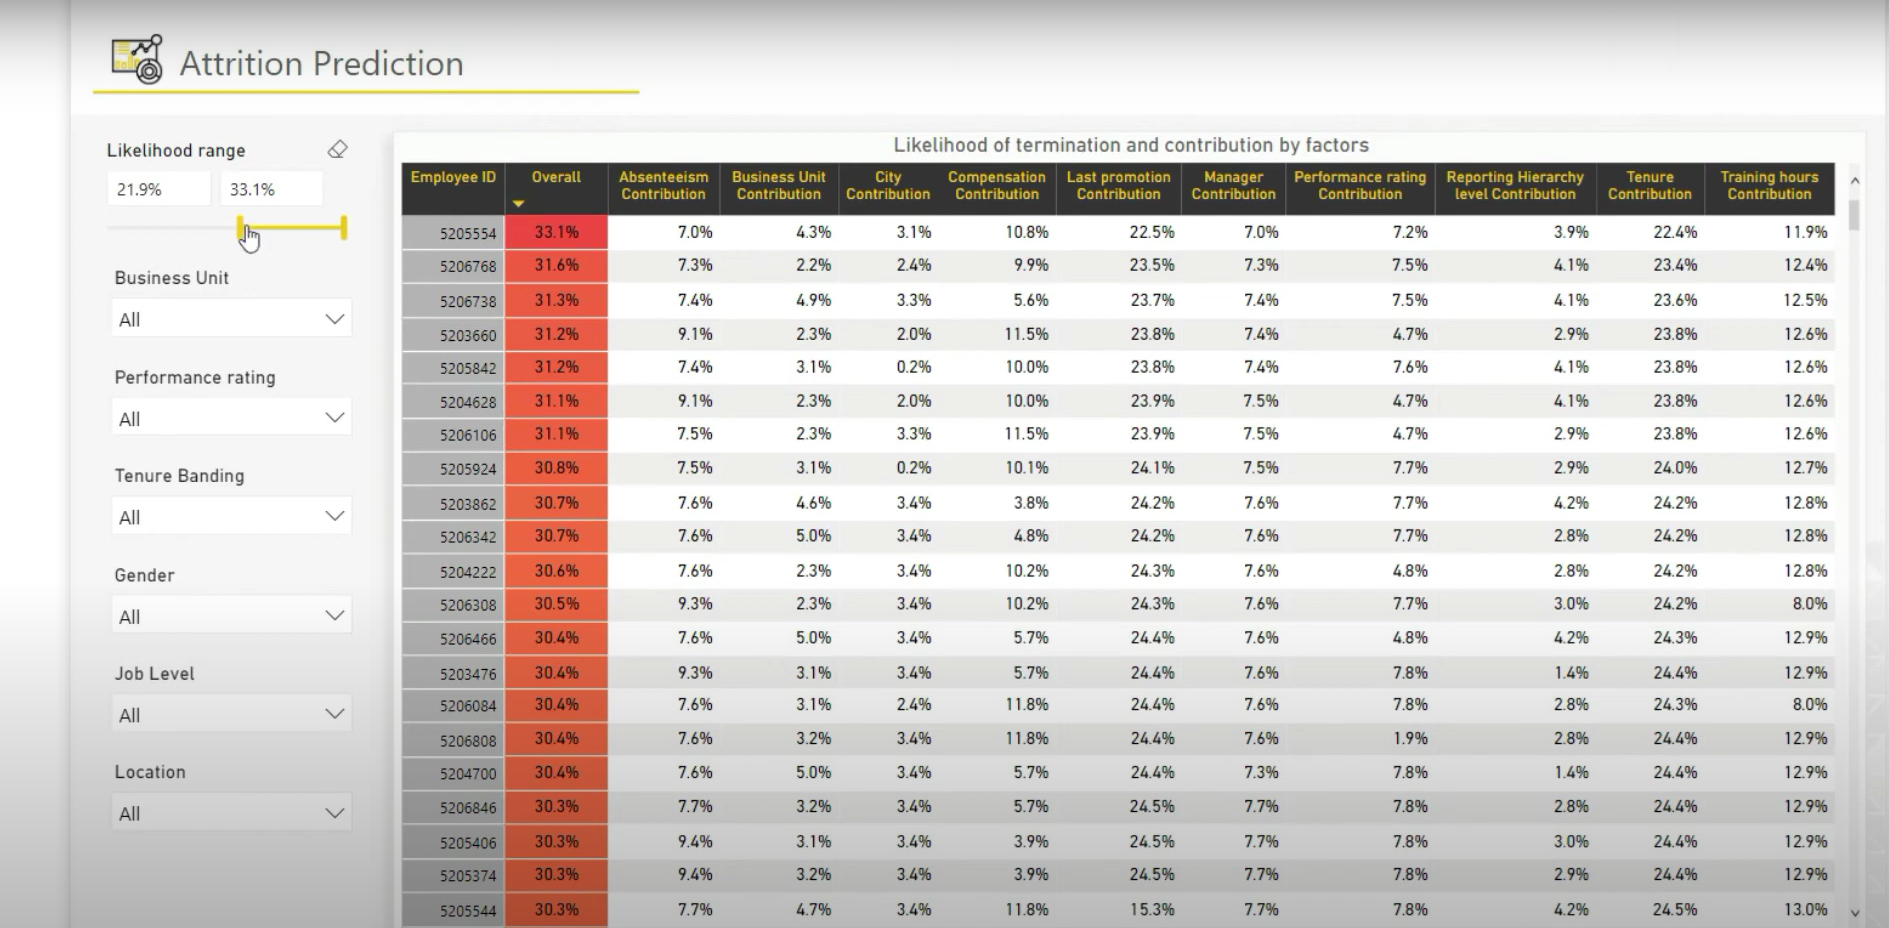 Attrition Prediction
Likelihood range
21.9% 33.1%
Business Unit
All
Performance rating
All
Tenure Banding
All
Gender
All
Job Level
All
Location
All
Likelihood of termination and contribution by factors
Employee ID Overall Absenteeism Contribution Business Unit Contribution City Contribution Compensation Contribution Last promotion Contribution Manager Contribution Performance rating Contribution Reporting Hierarchy level Contribution Tenure Contribution Training hours Contribution
5205554 33.1% 7.0% 4.3% 3.1% 10.8% 22.5% 7.0% 7.2% 3.9% 22.4% 11.9%
5206768 31.6% 7.3% 2.2% 2.4% 9.9% 23.5% 7.3% 7.5% 4.1% 23.4% 12.4%
5206738 31.3% 7.4% 4.9% 3.3% 5.6% 23.7% 7.4% 7.5% 4.1% 23.6% 12.5%
5203660 31.2% 9.1% 2.3% 2.0% 11.5% 23.8% 7.4% 4.7% 2.9% 23.8% 12.6%
5205842 31.2% 7.4% 3.1% 0.2% 10.0% 23.8% 7.4% 7.6% 4.1% 23.8% 12.6%
5204628 31.1% 9.1% 2.3% 2.0% 10.0% 23.9% 7.5% 4.7% 4.1% 23.8% 12.6%
5206106 31.1% 7.5% 2.3% 3.3% 11.5% 23.9% 7.5% 4.7% 2.9% 23.8% 12.6%
5205924 30.8% 7.5% 3.1% 0.2% 10.1% 24.1% 7.5% 7.7% 2.9% 24.0% 12.7%
5203862 30.7% 7.6% 4.6% 3.4% 3.8% 24.2% 7.6% 7.7% 4.2% 24.2% 12.8%
5206342 30.7% 7.6% 5.0% 3.4% 4.8% 24.2% 7.6% 7.7% 2.8% 24.2% 12.8%
5204222 30.6% 7.6% 2.3% 3.4% 10.2% 24.3% 7.6% 4.8% 2.8% 24.2% 12.8%
5206308 30.5% 9.3% 2.3% 3.4% 10.2% 24.3% 7.6% 7.7% 3.0% 24.2% 8.0%
5206466 30.4% 7.6% 5.0% 3.4% 5.7% 24.4% 7.6% 4.8% 4.2% 24.3% 12.9%
5203476 30.4% 9.3% 3.1% 3.4% 5.7% 24.4% 7.6% 7.8% 1.4% 24.4% 12.9%
5206084 30.4% 7.6% 3.1% 2.4% 11.8% 24.4% 7.6% 7.8% 2.8% 24.3% 8.0%
5206808 30.4% 7.6% 3.2% 3.4% 11.8% 24.4% 7.6% 1.9% 2.8% 24.4% 12.9%
5204700 30.4% 7.6% 5.0% 3.4% 5.7% 24.4% 7.3% 7.8% 1.4% 24.4% 12.9%
5206846 30.3% 7.7% 3.2% 3.4% 5.7% 24.5% 7.7% 7.8% 2.8% 24.4% 12.9%
5205406 30.3% 9.4% 3.1% 3.4% 3.9% 24.5% 7.7% 7.8% 3.0% 24.4% 12.9%
5205374 30.3% 9.4% 3.2% 3.4% 3.9% 24.5% 7.7% 7.8% 2.9% 24.4% 12.9%
5205544 30.3% 7.7% 4.7% 3.4% 11.8% 15.3% 7.7% 7.8% 4.2% 24.5% 13.0%